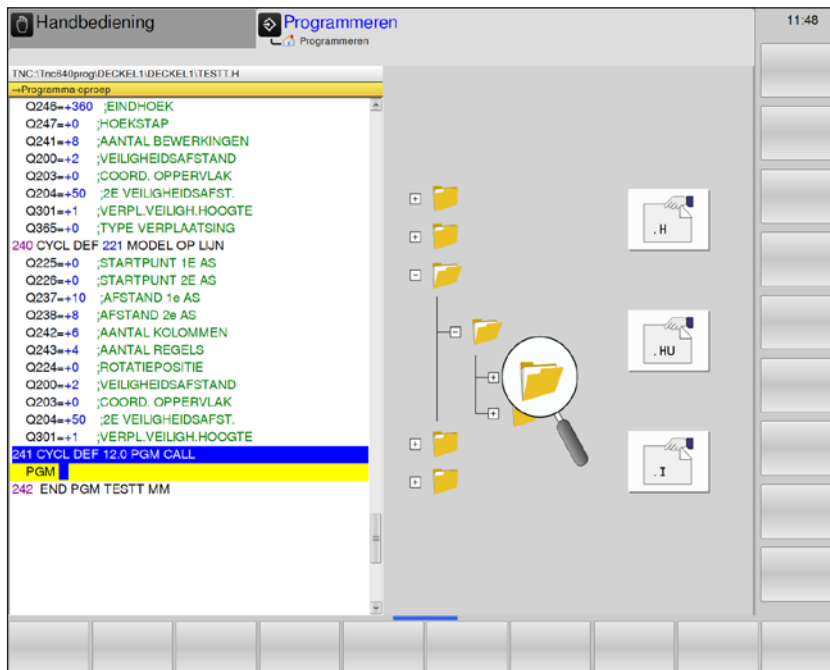 Handbediening
Programmeren
Programmeren
11:48
TNC:\Tnc640prog\DECKEL1\DECKEL1\TESTT.H
→Programma-oproep
Q246=+360 ;EINDHOEK
Q247=+0 ;HOEKSTAP
Q241=+8 ;AANTAL BEWERKINGEN
Q200=+2 ;VEILIGHEIDSAFSTAND
Q203=+0 ;COORD. OPPERVLAK
Q204=+50 ;2E VEILIGHEIDSAFST.
Q301=+1 ;VERPL.VEILIGH.HOOGTE
Q365=+0 ;TYPE VERPLAATSING
240 CYCL DEF 221 MODEL OP LIJN
Q225=+0 ;STARTPUNT 1E AS
Q226=+0 ;STARTPUNT 2E AS
Q237=+10 ;AFSTAND 1e AS
Q238=+8 ;AFSTAND 2e AS
Q242=+6 ;AANTAL KOLOMMEN
Q243=+4 ;AANTAL REGELS
Q224=+0 ;ROTATIEPOSITIE
Q200=+2 ;VEILIGHEIDSAFSTAND
Q203=+0 ;COORD. OPPERVLAK
Q204=+50 ;2E VEILIGHEIDSAFST.
Q301=+1 ;VERPL.VEILIGH.HOOGTE
241 CYCL DEF 12.0 PGM CALL
PGM
242 END PGM TESTT MM
.H
.HU
.I